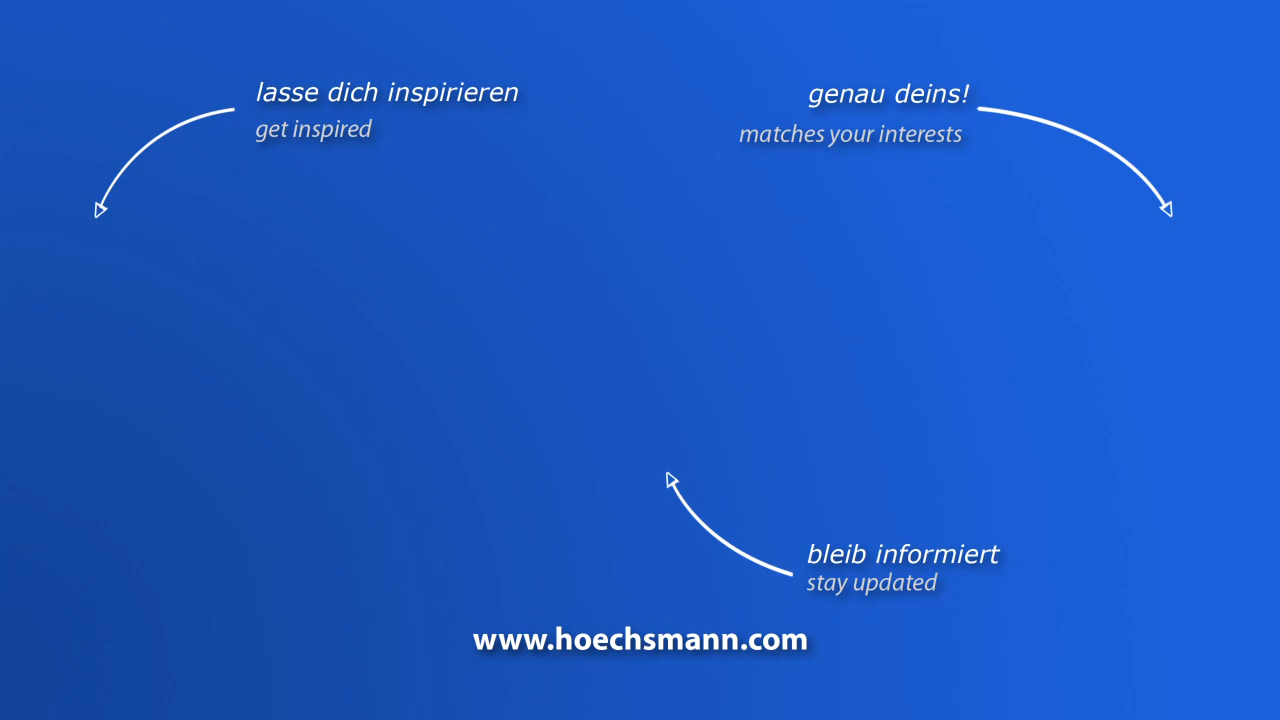 lasse dich inspirieren
get inspired
genau deins!
matches your interests
bleib informiert
stay updated
www.hoechsmann.com